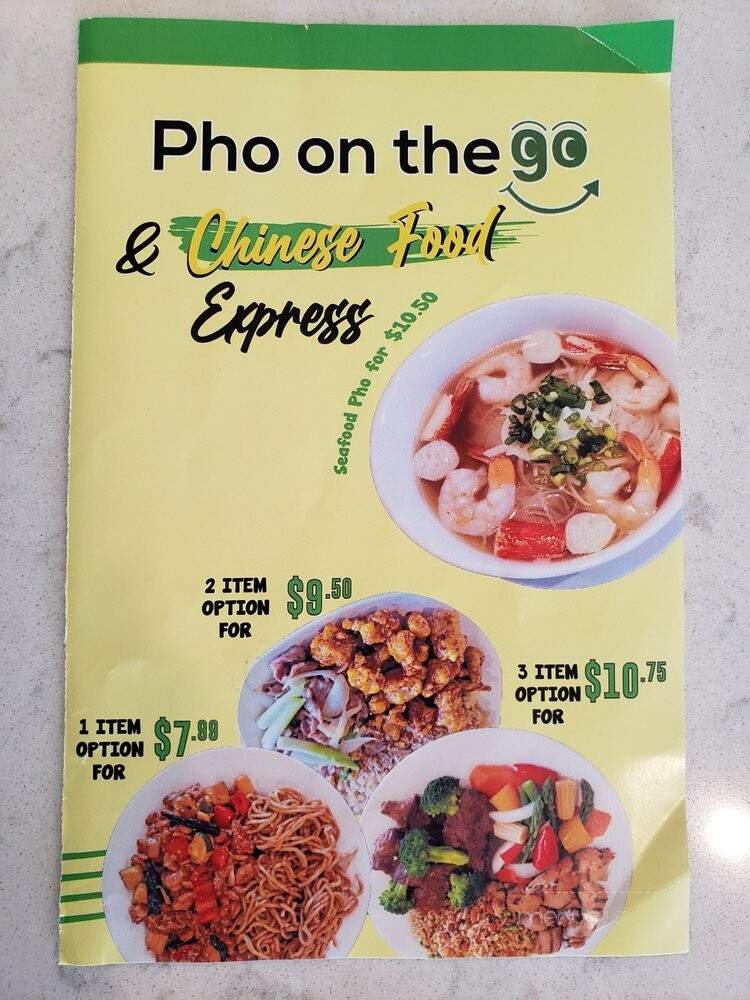 Pho on the go
& Chinese Food
Express
Seafood Pho for $10.50
2 ITEM
OPTION
FOR
$9.50
3 ITEM
OPTION
FOR
$10.75
1 ITEM
OPTION
FOR
$7.99